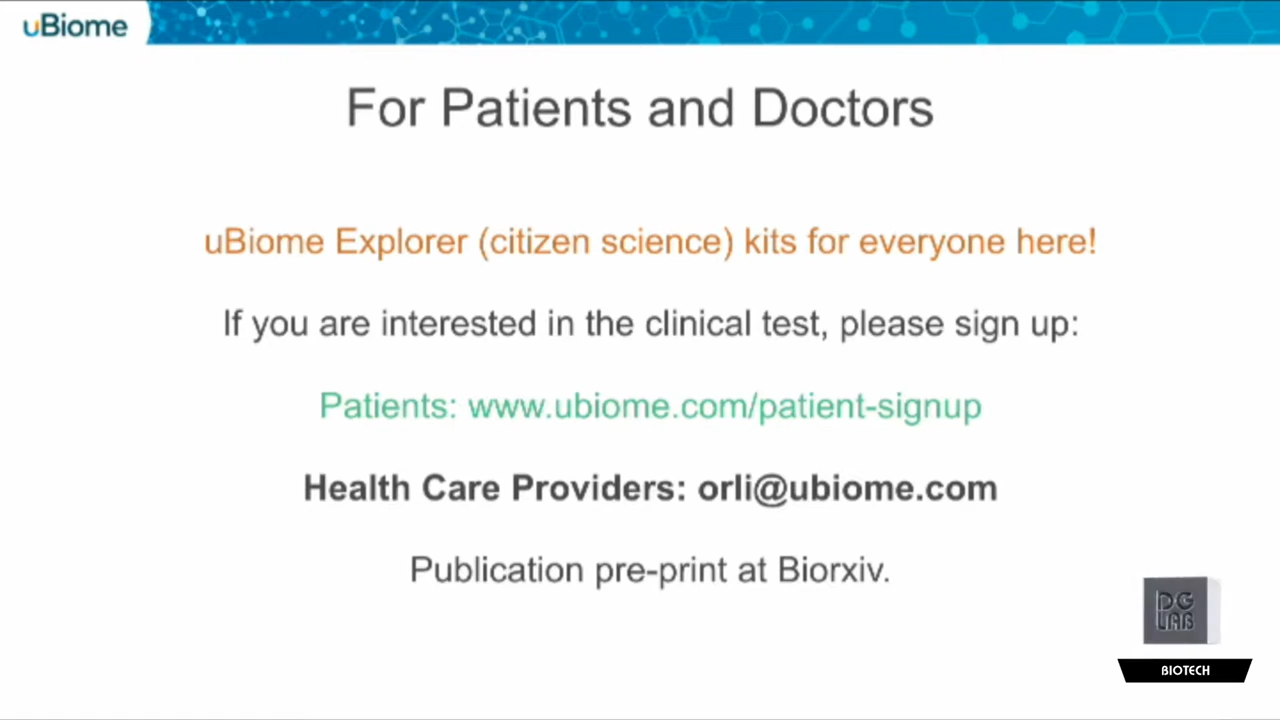 uBiome
For Patients and Doctors
uBiome Explorer (citizen science) kits for everyone here!
If you are interested in the clinical test, please sign up:
Patients: www.ubiome.com/patient-signup
Health Care Providers: orli@ubiome.com
Publication pre-print at Biorxiv.
DG
LAB
BIOTECH